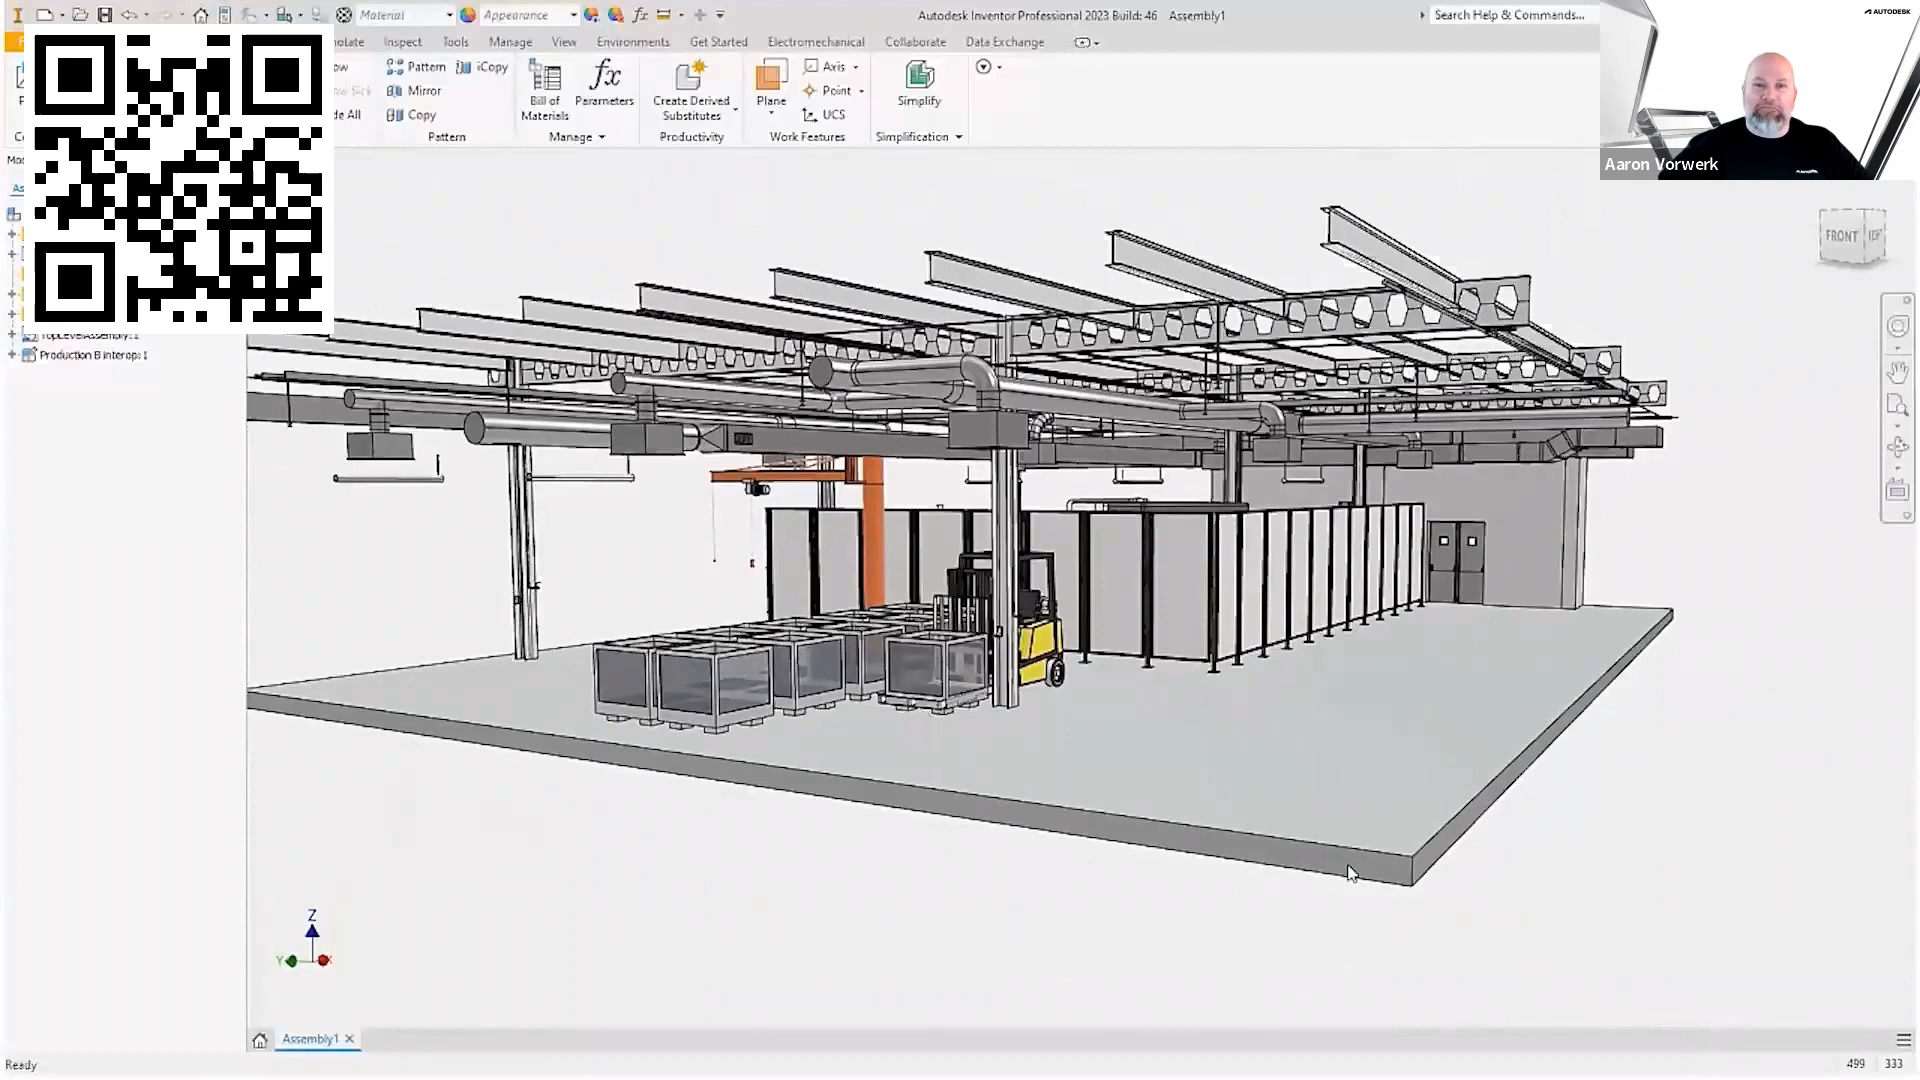 Material
Appearance
fx
Autodesk Inventor Professional 2023 Build: 46 Assembly1
Search Help & Commands...
AUTODESK
Inspect
Tools
Manage
View
Environments
Get Started
Electromechanical
Collaborate
Data Exchange
Pattern
iCopy
Mirror
Copy
Pattern
Bill of
Materials
fx
Parameters
Manage
Create Derived
Substitutes
Productivity
Plane
Axis
Point
UCS
Work Features
Simplify
Simplification
Aaron Vorwerk
FRONT
TopLevelAssembly:1
Production B interop:1
Z
Y
X
Assembly1
Ready
499
333